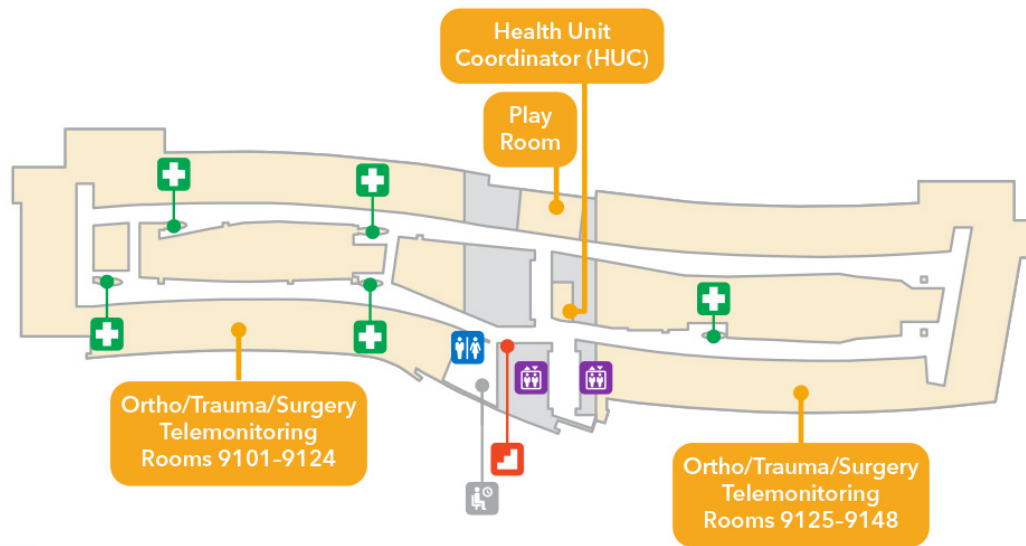 Health Unit
Coordinator (HUC)
Play
Room
Ortho/Trauma/Surgery
Telemonitoring
Rooms 9101–9124
Ortho/Trauma/Surgery
Telemonitoring
Rooms 9125–9148